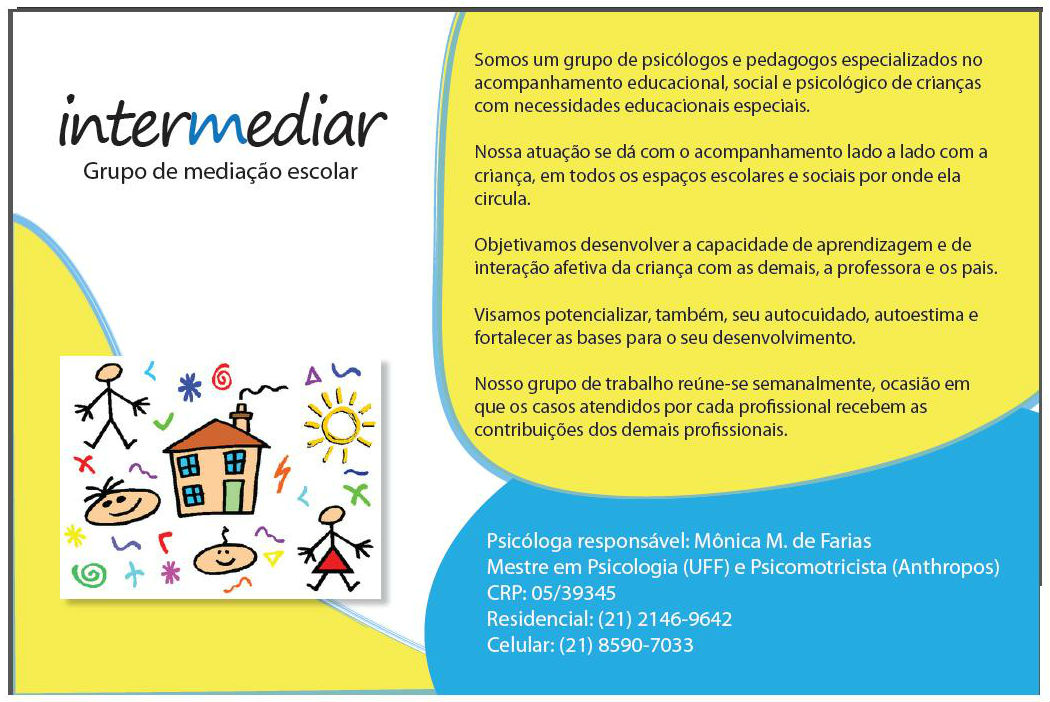 intermediar
Grupo de mediação escolar
Somos um grupo de psicólogos e pedagogos especializados no
acompanhamento educacional, social e psicológico de crianças
com necessidades educacionais especiais.
Nossa atuação se dá com o acompanhamento lado a lado com a
criança, em todos os espaços escolares e sociais por onde ela
circula.
Objetivamos desenvolver a capacidade de aprendizagem e de
interação afetiva da criança com as demais, a professora e os pais.
Visamos potencializar, também, seu autocuidado, autoestima e
fortalecer as bases para o seu desenvolvimento.
Nosso grupo de trabalho reúne-se semanalmente, ocasião em
que os casos atendidos por cada profissional recebem as
contribuições dos demais profissionais.
Psicóloga responsável: Mônica M. de Farias
Mestre em Psicologia (UFF) e Psicomotricista (Anthropos)
CRP: 05/39345
Residencial: (21) 2146-9642
Celular: (21) 8590-7033